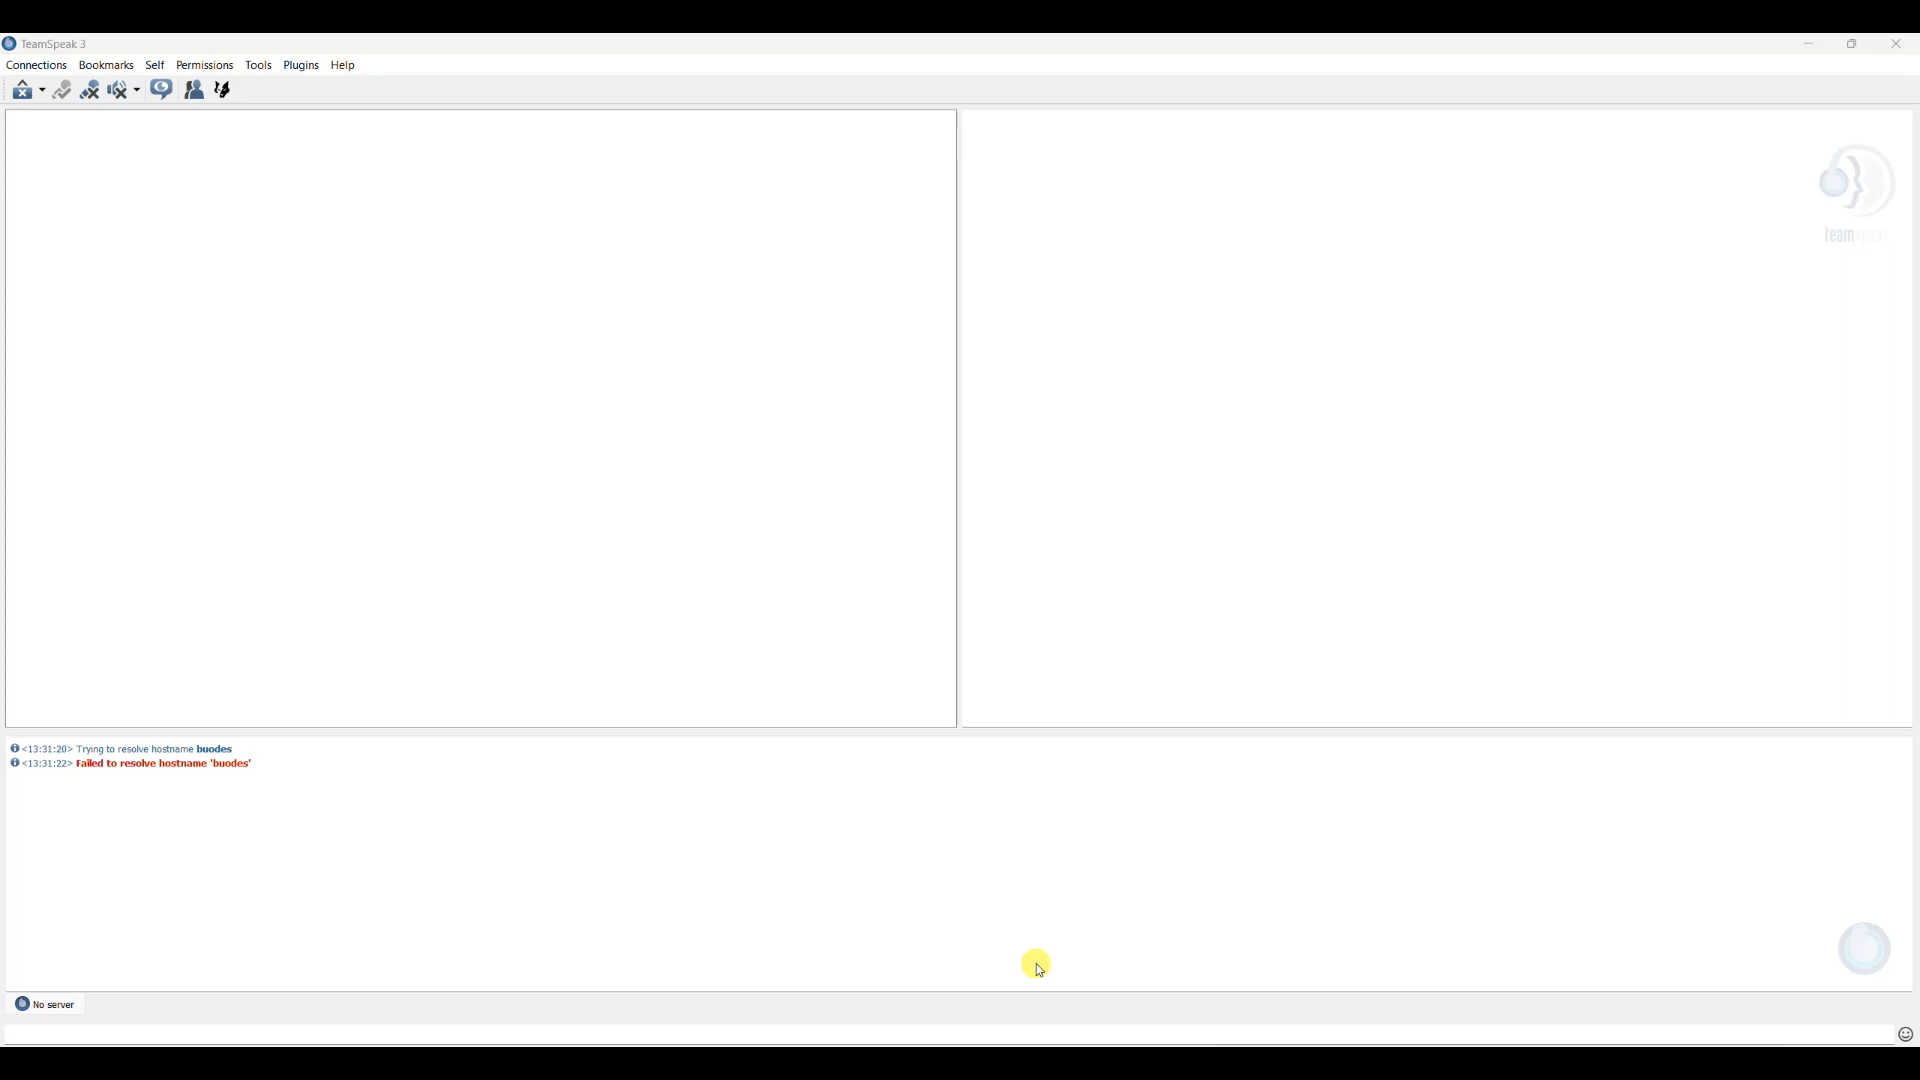 TeamSpeak 3
Connections Bookmarks Self Permissions Tools Plugins Help
team
<13:31:20> Trying to resolve hostname buodes
<13:31:22> Failed to resolve hostname 'buodes'
No server